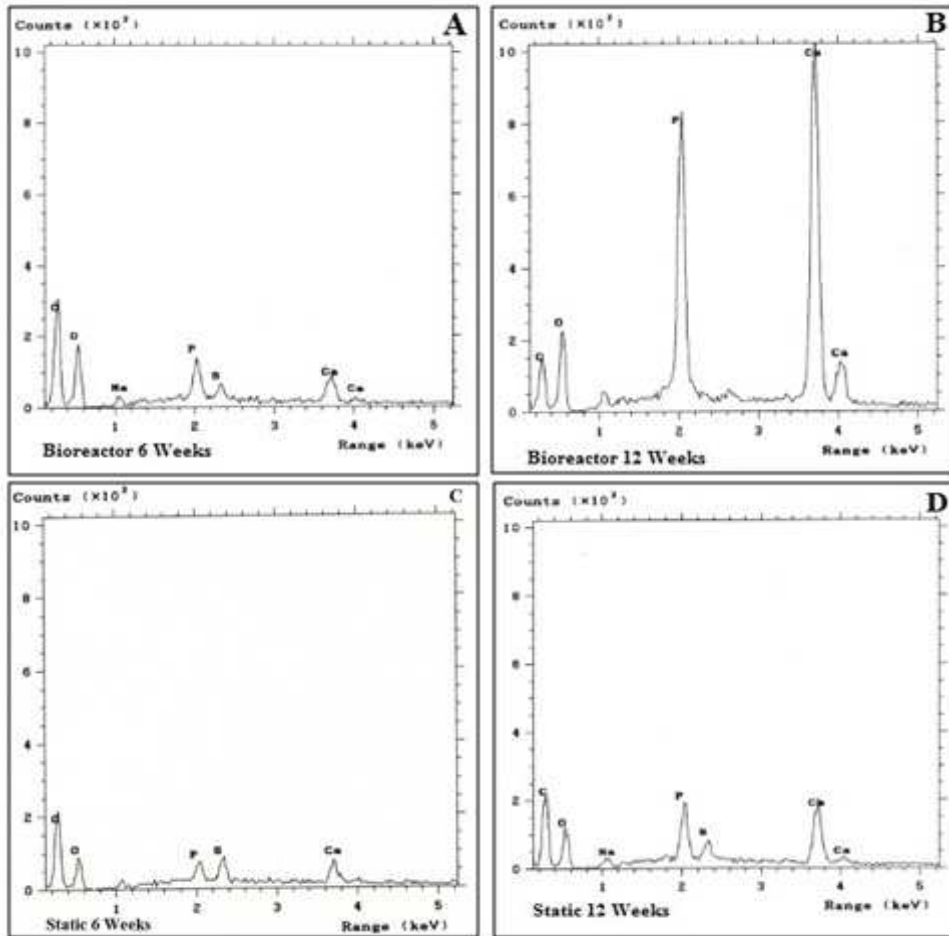 Counts (×10³) A
10
8
6
4
2
0
C
O
Na
P
S
Ca
Ca
1 2 3 4 5
Range (keV)
Bioreactor 6 Weeks
Counts (×10³) B
10
8
6
4
2
0
C
O
P
Ca
Ca
1 2 3 4 5
Range (keV)
Bioreactor 12 Weeks
Counts (×10³) C
10
8
6
4
2
0
C
O
P
S
Ca
1 2 3 4 5
Range (keV)
Static 6 Weeks
Counts (×10³) D
10
8
6
4
2
0
C
O
Na
P
S
Ca
Ca
1 2 3 4 5
Range (keV)
Static 12 Weeks